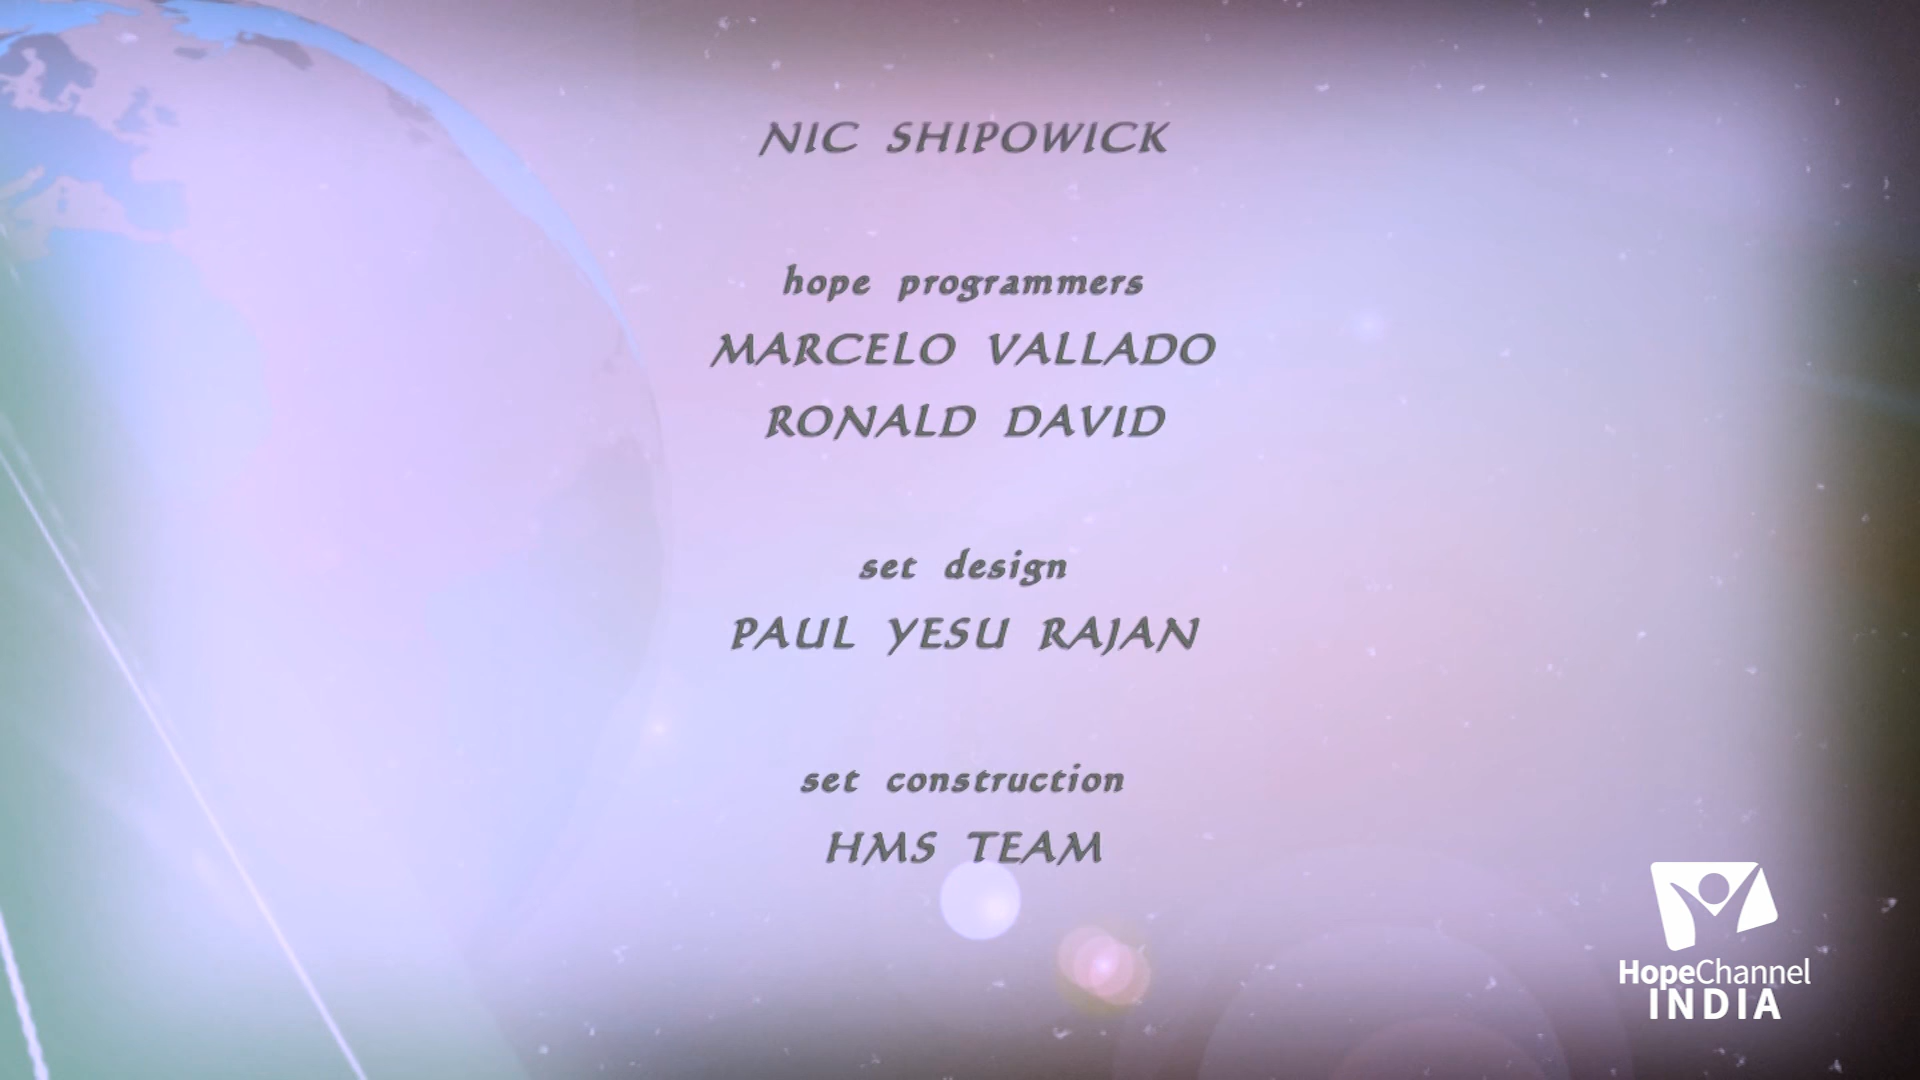 NIC SHIPOWICK
hope programmers
MARCELO VALLADO
RONALD DAVID
set design
PAUL YESU RAJAN
set construction
HMS TEAM
HopeChannel
INDIA